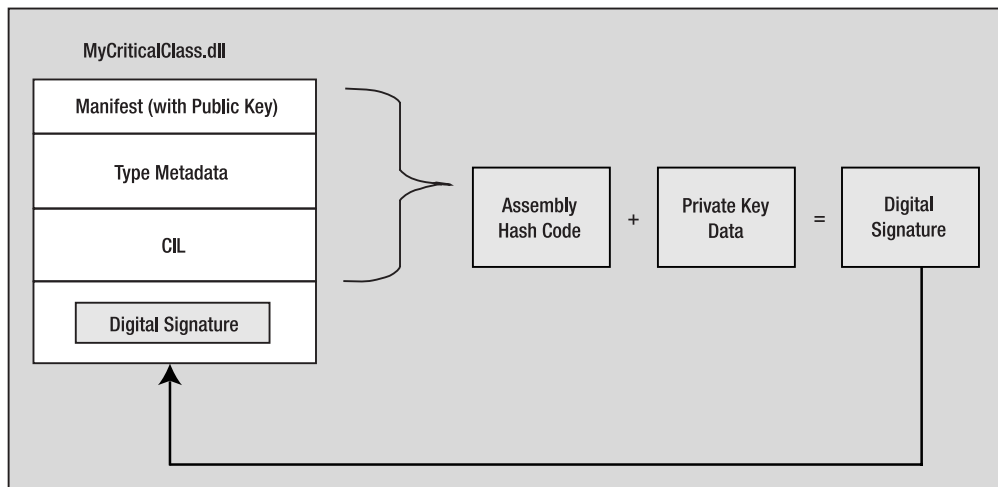 MyCriticalClass.dll
Manifest (with Public Key)
Type Metadata
CIL
Digital Signature
Assembly
Hash Code
+
Private Key
Data
=
Digital
Signature